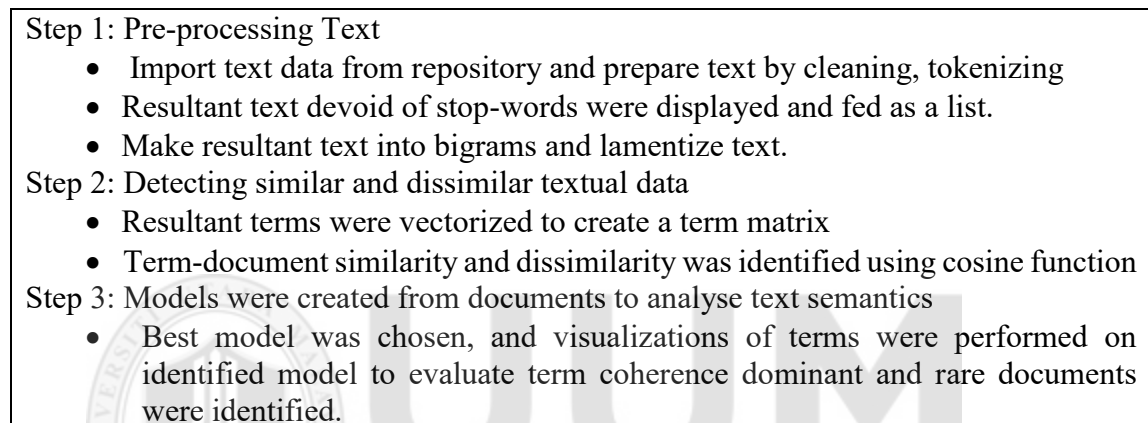 Step 1: Pre-processing Text
• Import text data from repository and prepare text by cleaning, tokenizing
• Resultant text devoid of stop-words were displayed and fed as a list.
• Make resultant text into bigrams and lamentize text.
Step 2: Detecting similar and dissimilar textual data
• Resultant terms were vectorized to create a term matrix
• Term-document similarity and dissimilarity was identified using cosine function
Step 3: Models were created from documents to analyse text semantics
• Best model was chosen, and visualizations of terms were performed on
identified model to evaluate term coherence dominant and rare documents
were identified.
UUM